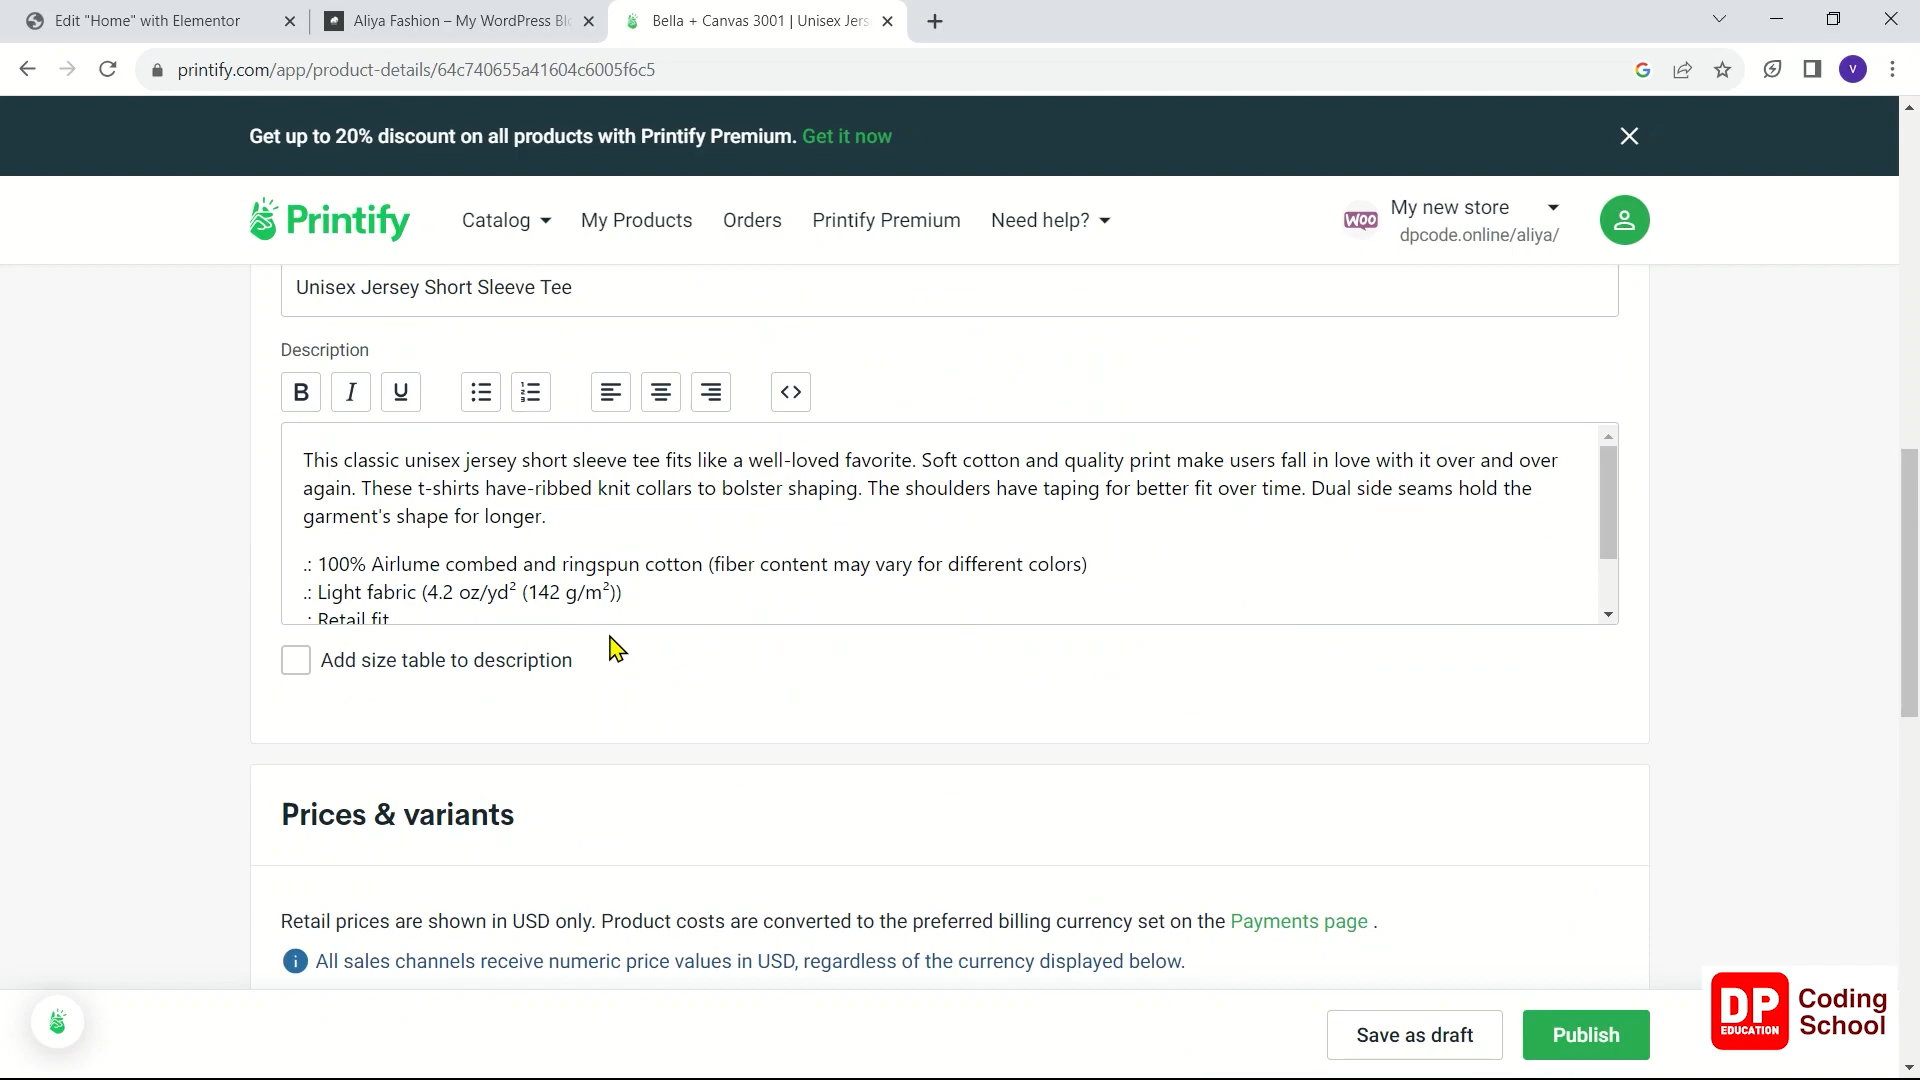 Edit "Home" with Elementor
Aliya Fashion – My WordPress Bl
Bella + Canvas 3001 | Unisex Jers
printify.com/app/product-details/64c740655a41604c6005f6c5
V
Get up to 20% discount on all products with Printify Premium. Get it now
Printify
Catalog
My Products
Orders
Printify Premium
Need help?
WOO
My new store
dpcode.online/aliya/
Unisex Jersey Short Sleeve Tee
Description
B I U
This classic unisex jersey short sleeve tee fits like a well-loved favorite. Soft cotton and quality print make users fall in love with it over and over
again. These t-shirts have-ribbed knit collars to bolster shaping. The shoulders have taping for better fit over time. Dual side seams hold the
garment's shape for longer.
.: 100% Airlume combed and ringspun cotton (fiber content may vary for different colors)
.: Light fabric (4.2 oz/yd² (142 g/m²))
.: Retail fit
Add size table to description
Prices & variants
Retail prices are shown in USD only. Product costs are converted to the preferred billing currency set on the Payments page .
All sales channels receive numeric price values in USD, regardless of the currency displayed below.
Save as draft
Publish
DP
EDUCATION
Coding
School